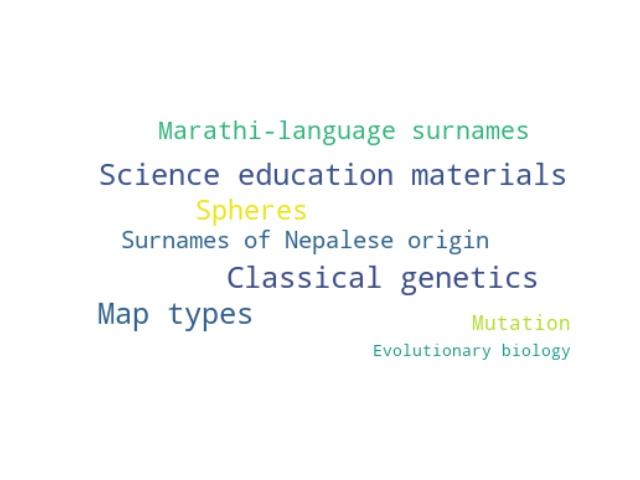 Marathi-language surnames
Science education materials
Spheres
Surnames of Nepalese origin
Classical genetics
Map types
Mutation
Evolutionary biology